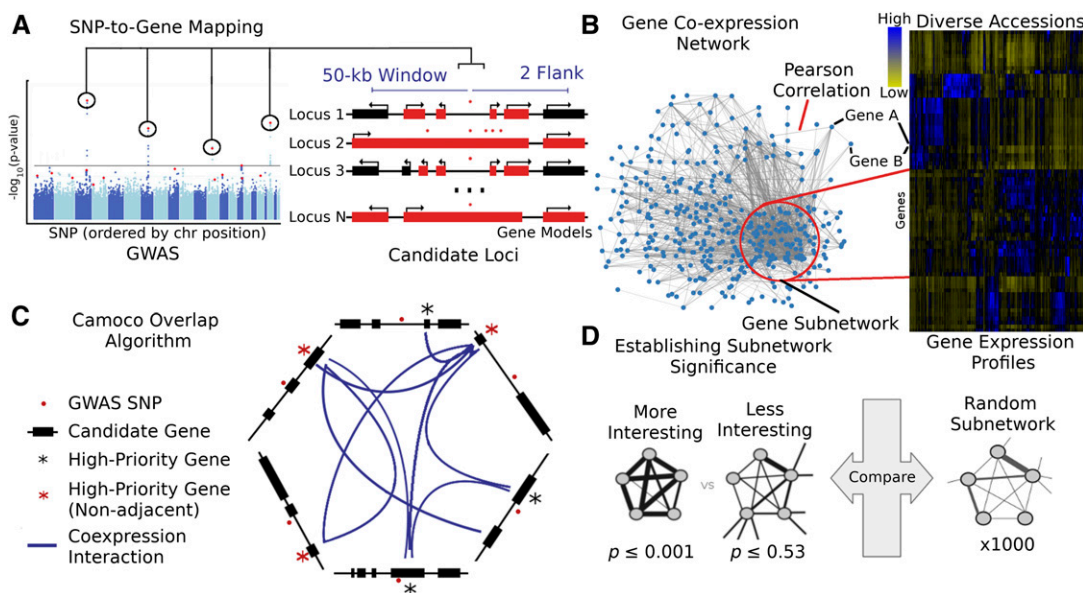 A
SNP-to-Gene Mapping
50-kb Window
2 Flank
Locus 1
Locus 2
Locus 3
Locus N
Gene Models
-log10(p-value)
SNP (ordered by chr position)
GWAS
Candidate Loci
B
Gene Co-expression
Network
High
Low
Diverse Accessions
Pearson
Correlation
Gene A
Gene B
Genes
Gene Subnetwork
Gene Expression
Profiles
C
Camoco Overlap
Algorithm
GWAS SNP
Candidate Gene
High-Priority Gene
High-Priority Gene
(Non-adjacent)
Coexpression
Interaction
D
Establishing Subnetwork
Significance
More
Interesting
vs
Less
Interesting
p ≤ 0.001
p ≤ 0.53
Compare
Random
Subnetwork
x1000